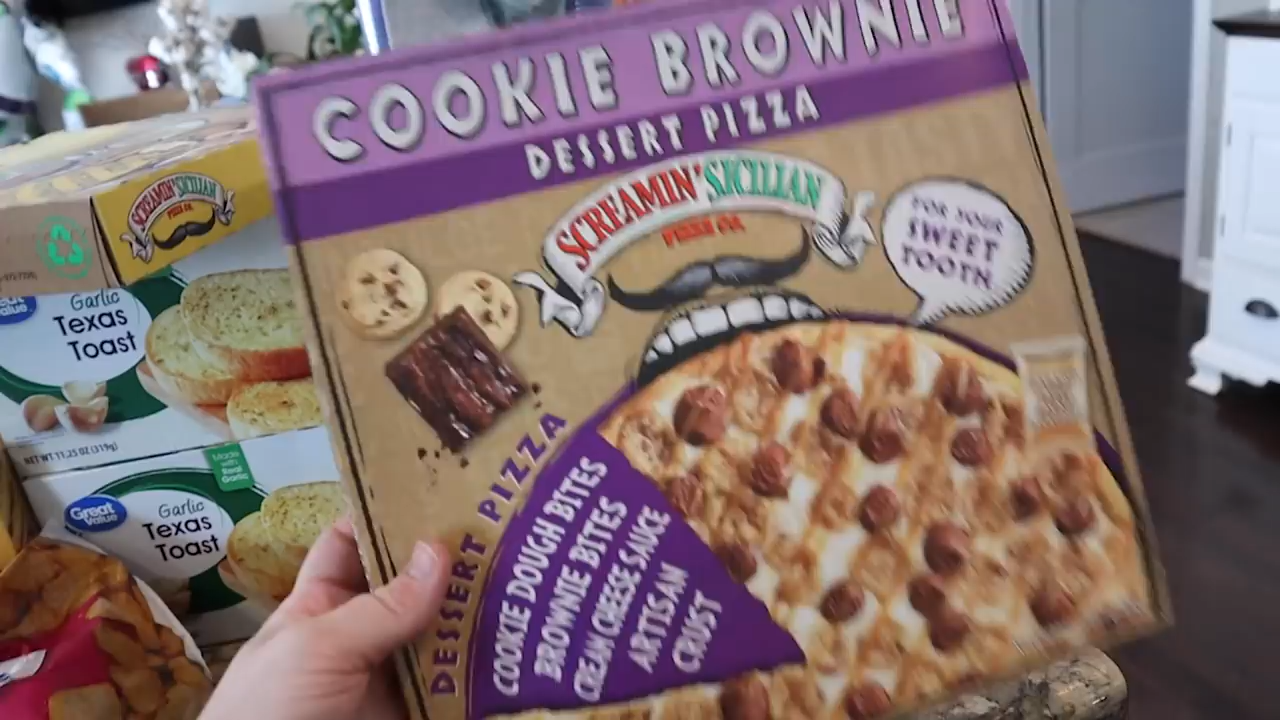 COOKIE BROWNIE
DESSERT PIZZA
SCREAMIN' SICILIAN
PIZZA CO.
FOR YOUR
SWEET
TOOTH
DESSERT PIZZA
COOKIE DOUGH BITES
BROWNIE BITES
CREAM CHEESE SAUCE
ARTISAN
CRUST
SCREAMIN' SICILIAN
PIZZA CO.
Garlic
Texas
Toast
NET WT 11.25 OZ (319g)
Made
with
Real
Garlic
Great
Value
Garlic
Texas
Toast